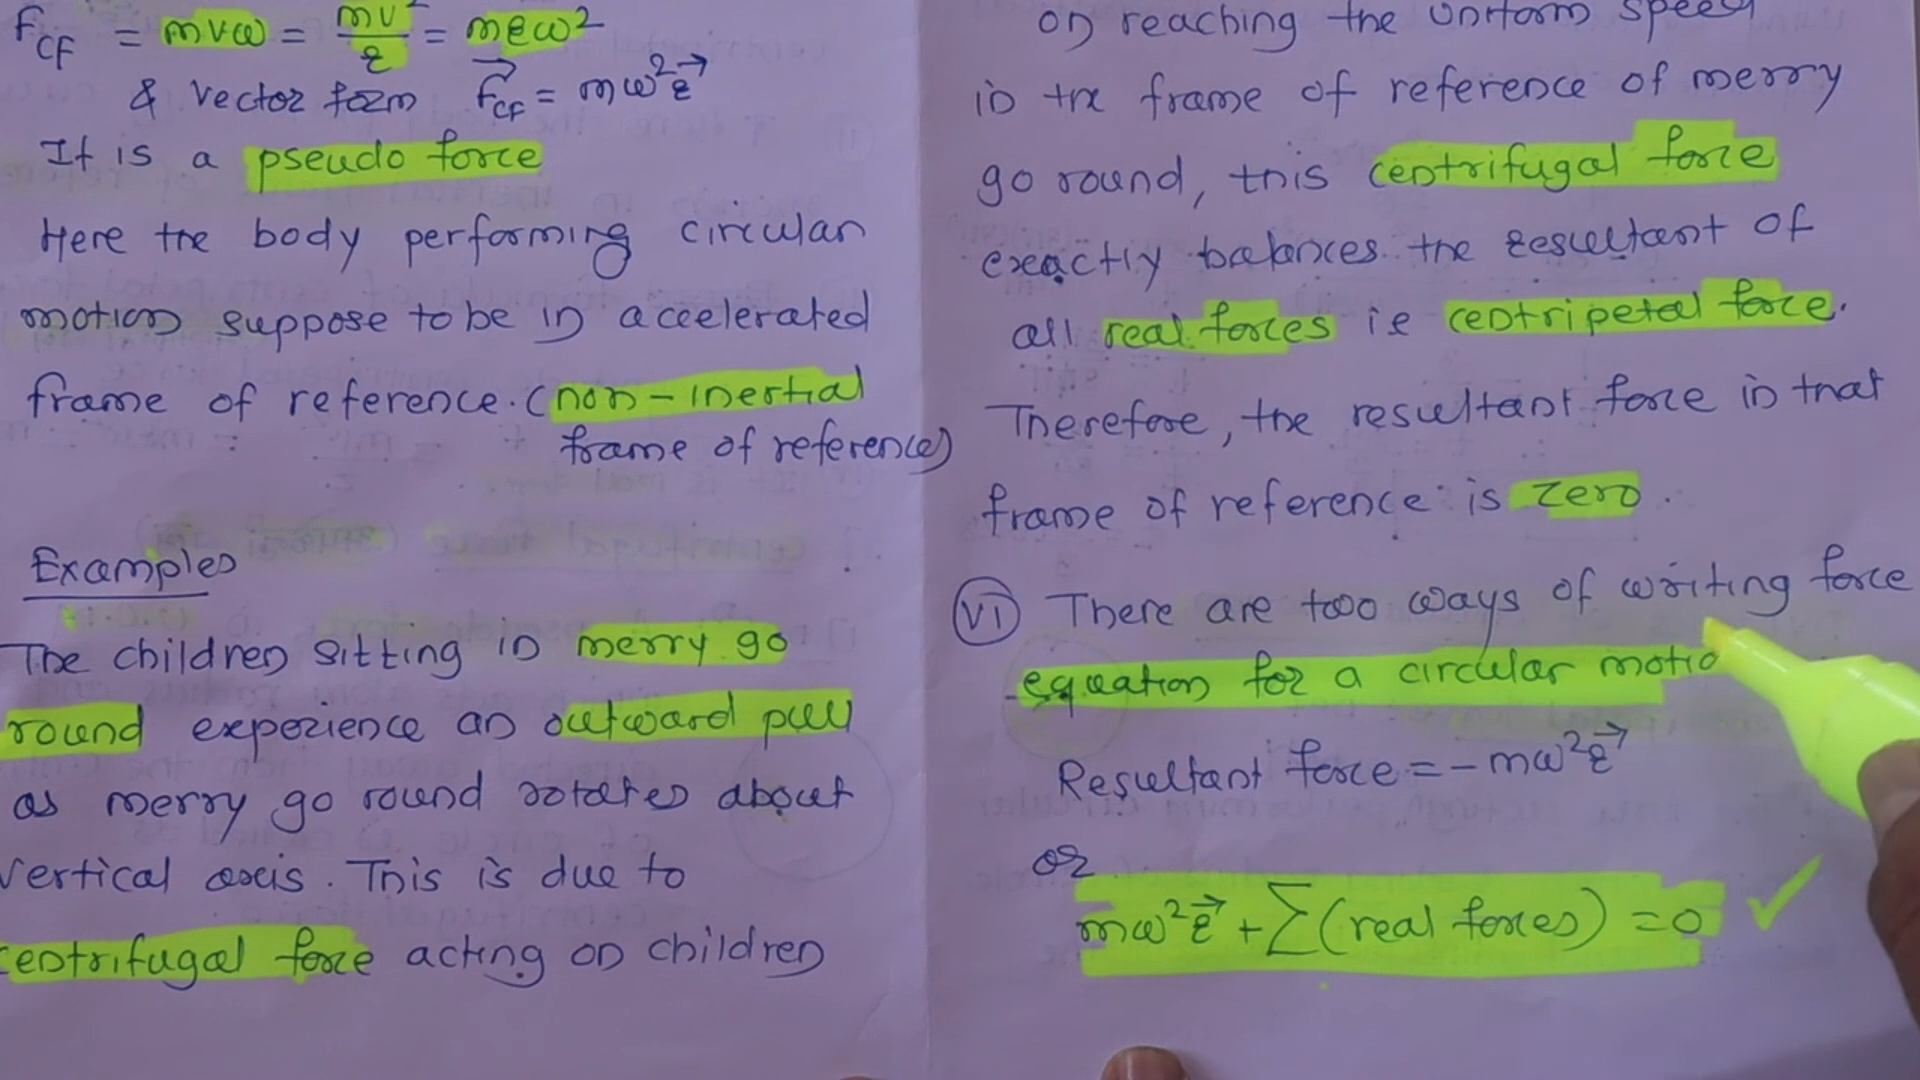 F_CF = mvω = mv²/r = mrω²
& vector form F⃗_CF = mω²r⃗
It is a pseudo force
Here the body performing circular
motion suppose to be in accelerated
frame of reference. (non-inertial
frame of reference)
Examples
The children sitting in merry go
round experience an outward pull
as merry go round rotates about
vertical axis. This is due to
centrifugal force acting on children
on reaching the uniform speed
in the frame of reference of merry
go round, this centrifugal force
exactly balances the resultant of
all real forces ie centripetal force.
Therefore, the resultant force in that
frame of reference is zero.
(VI) There are two ways of writing force
equation for a circular motio
Resultant force = - mω²r⃗
or
mω²r⃗ + Σ(real forces) = 0 ✓